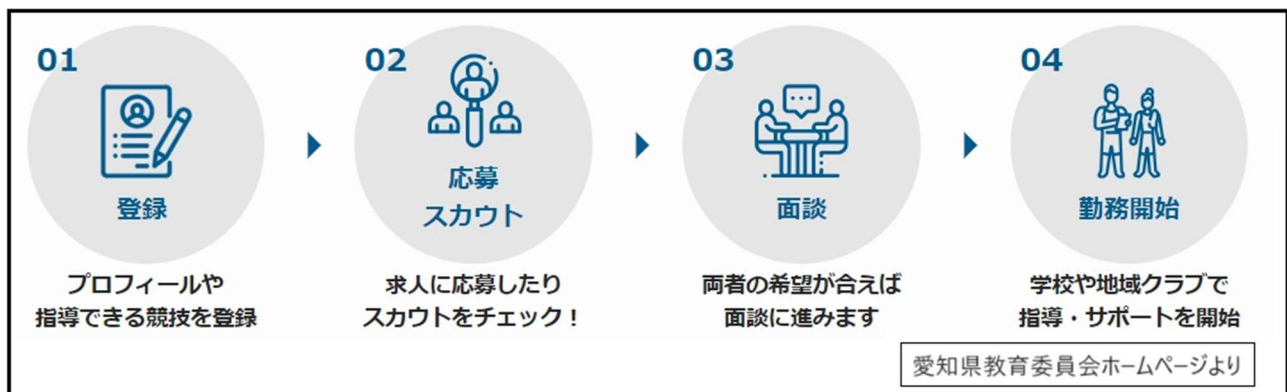 01
登録
プロフィールや
指導できる競技を登録
02
応募
スカウト
求人に応募したり
スカウトをチェック！
03
面談
両者の希望が合えば
面談に進みます
04
勤務開始
学校や地域クラブで
指導・サポートを開始
愛知県教育委員会ホームページより